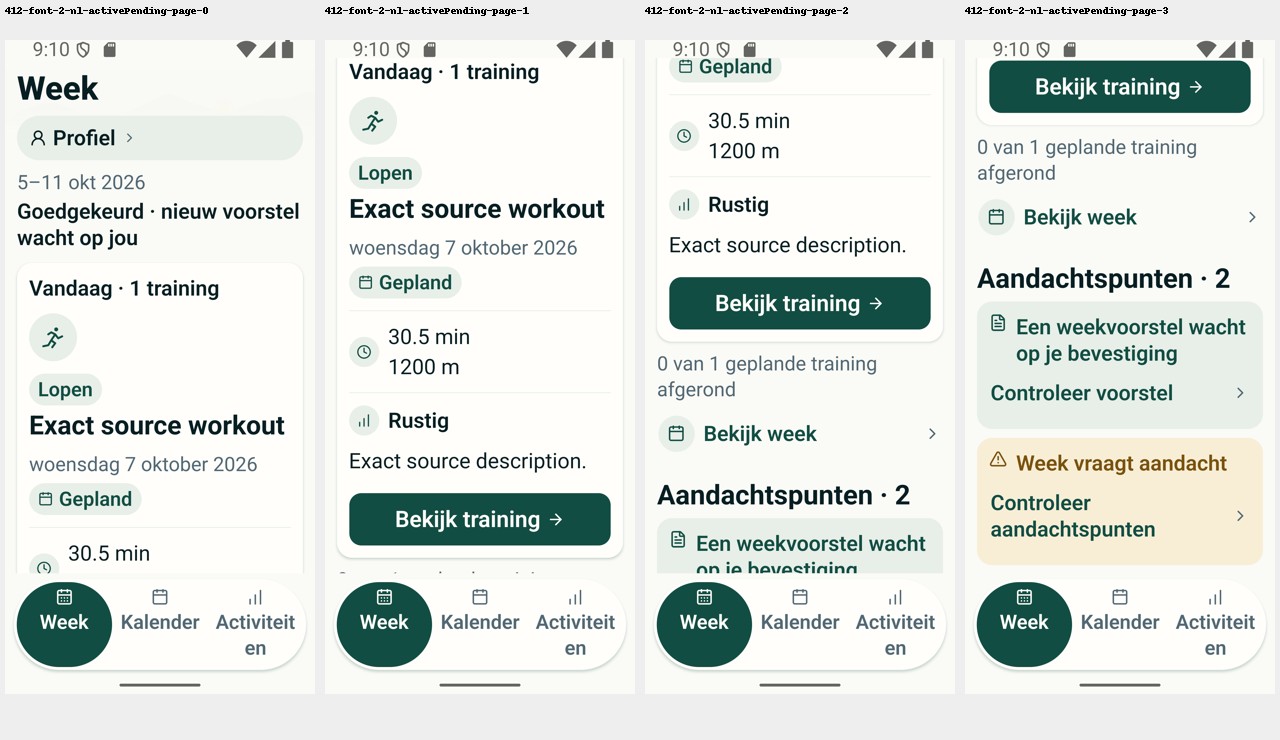 412-font-2-nl-activePending-page-0
9:10
Week
Profiel
5–11 okt 2026
Goedgekeurd · nieuw voorstel
wacht op jou
Vandaag · 1 training
Lopen
Exact source workout
woensdag 7 oktober 2026
Gepland
30.5 min
Week
Kalender
Activiteit
en
412-font-2-nl-activePending-page-1
9:10
Vandaag · 1 training
Lopen
Exact source workout
woensdag 7 oktober 2026
Gepland
30.5 min
1200 m
Rustig
Exact source description.
Bekijk training →
Week
Kalender
Activiteit
en
412-font-2-nl-activePending-page-2
9:10
Gepland
30.5 min
1200 m
Rustig
Exact source description.
Bekijk training →
0 van 1 geplande training
afgerond
Bekijk week
Aandachtspunten · 2
Een weekvoorstel wacht
op je bevestiging
Week
Kalender
Activiteit
en
412-font-2-nl-activePending-page-3
9:10
Bekijk training →
0 van 1 geplande training
afgerond
Bekijk week
Aandachtspunten · 2
Een weekvoorstel wacht
op je bevestiging
Controleer voorstel
Week vraagt aandacht
Controleer
aandachtspunten
Week
Kalender
Activiteit
en